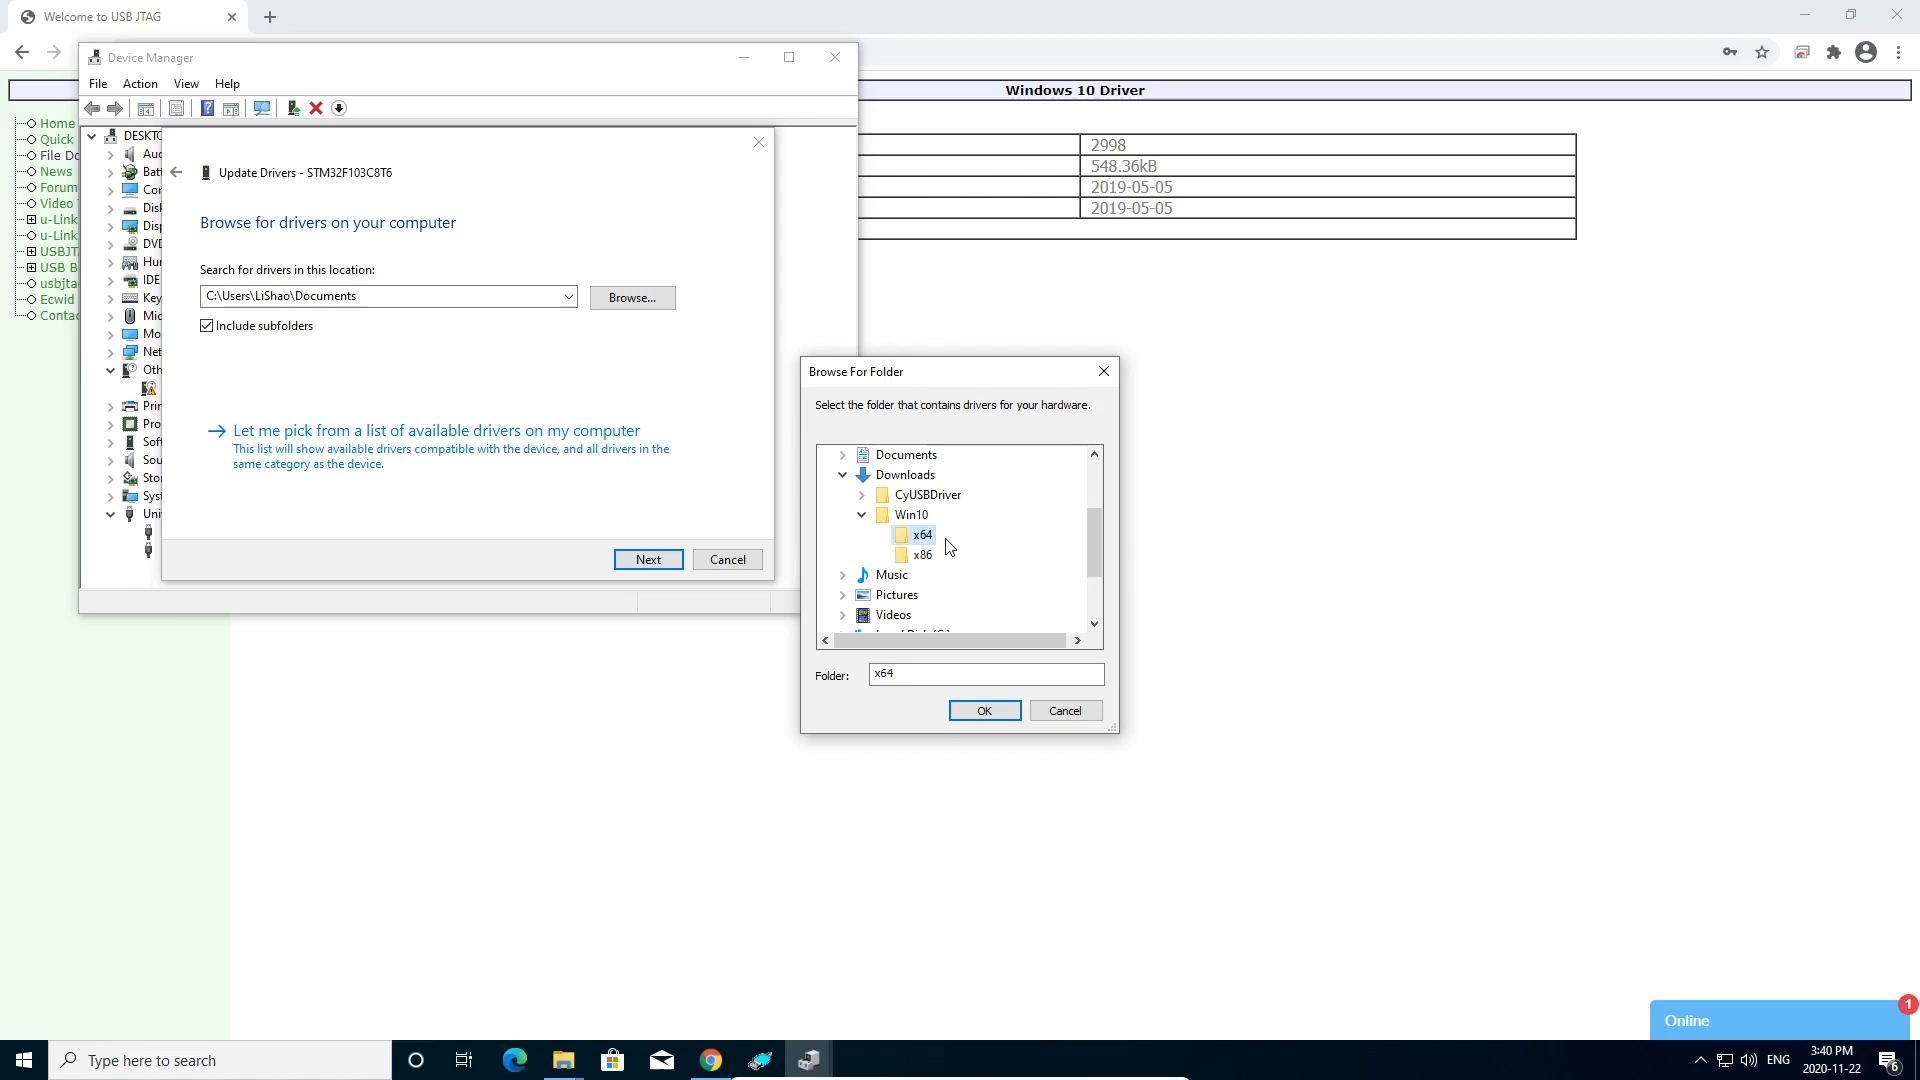 Welcome to USB JTAG
Device Manager
File Action View Help
Windows 10 Driver
Home
Quick
File Do
News
Forum
Video
u-Link
u-Link
USBJT
USB B
usbjta
Ecwid
Conta
DESKTO
Aud
Batt
Cor
Disk
Disp
DVD
Hur
IDE
Key
Mic
Mo
Net
Oth
Prin
Pro
Soft
Sou
Stor
Syst
Univ
2998
548.36kB
2019-05-05
2019-05-05
Update Drivers - STM32F103C8T6
Browse for drivers on your computer
Search for drivers in this location:
C:\Users\LiShao\Documents
Browse...
Include subfolders
Let me pick from a list of available drivers on my computer
This list will show available drivers compatible with the device, and all drivers in the
same category as the device.
Next
Cancel
Browse For Folder
Select the folder that contains drivers for your hardware.
Documents
Downloads
CyUSBDriver
Win10
x64
x86
Music
Pictures
Videos
Folder: x64
OK
Cancel
Online
1
Type here to search
ENG
3:40 PM
2020-11-22
6